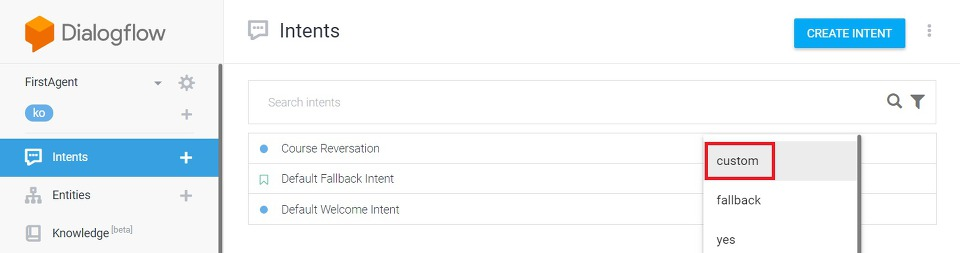 Dialogflow
Intents
CREATE INTENT
FirstAgent
ko
Search intents
Intents
Entities
Knowledge [beta]
Course Reversation
Default Fallback Intent
Default Welcome Intent
custom
fallback
yes